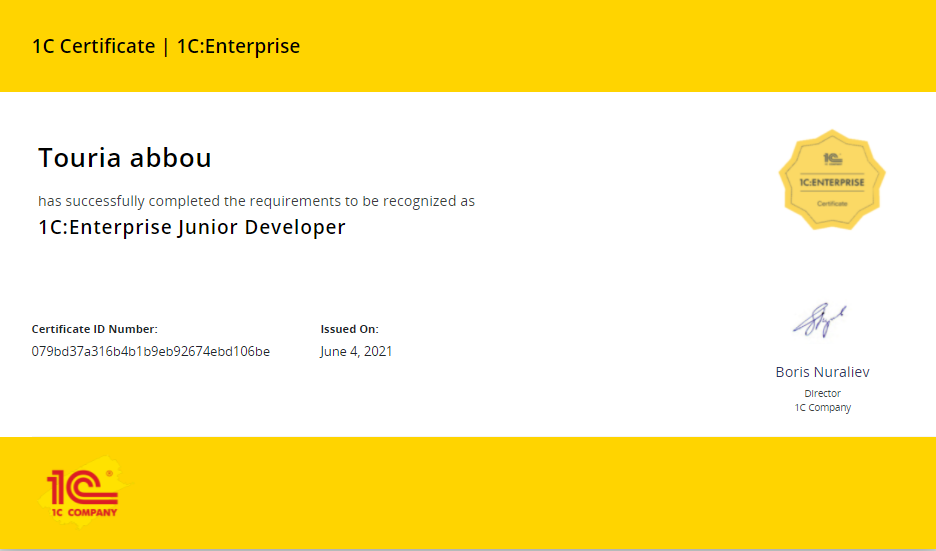 1C Certificate | 1C:Enterprise
Touria abbou
has successfully completed the requirements to be recognized as
1C:Enterprise Junior Developer
1C
1C:ENTERPRISE
Certificate
Certificate ID Number:
Issued On:
079bd37a316b4b1b9eb92674ebd106be
June 4, 2021
Boris Nuraliev
Director
1C Company
1C®
1C COMPANY